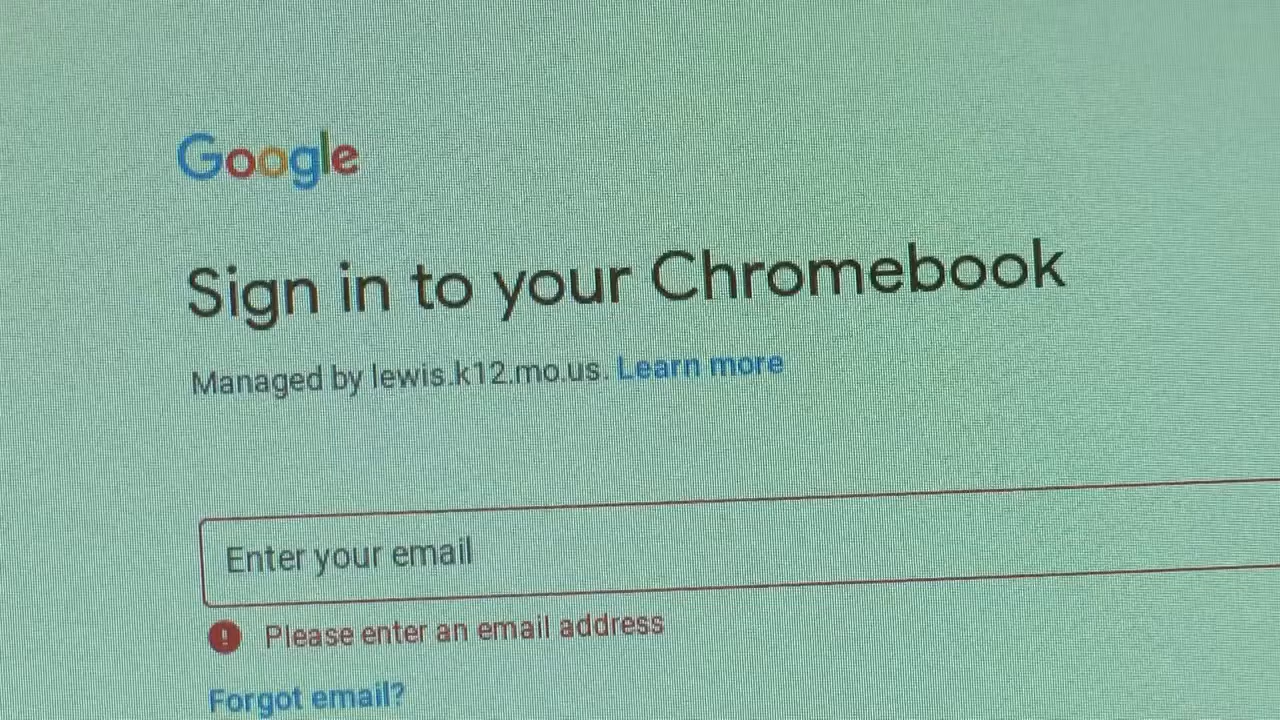 Google
Sign in to your Chromebook
Managed by lewis.k12.mo.us. Learn more
Enter your email
Please enter an email address
Forgot email?